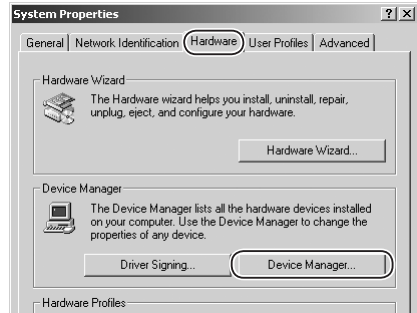 System Properties
? X
General Network Identification Hardware User Profiles Advanced
Hardware Wizard
The Hardware wizard helps you install, uninstall, repair,
unplug, eject, and configure your hardware.
Hardware Wizard...
Device Manager
The Device Manager lists all the hardware devices installed
on your computer. Use the Device Manager to change the
properties of any device.
Driver Signing... Device Manager...
Hardware Profiles